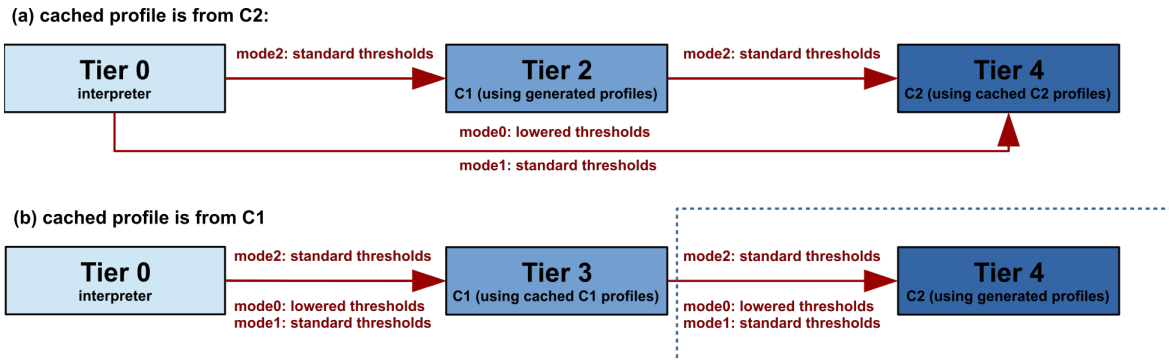 (a) cached profile is from C2:
Tier 0
interpreter
mode2: standard thresholds
Tier 2
C1 (using generated profiles)
mode2: standard thresholds
Tier 4
C2 (using cached C2 profiles)
mode0: lowered thresholds
mode1: standard thresholds
(b) cached profile is from C1
Tier 0
interpreter
mode2: standard thresholds
mode0: lowered thresholds
mode1: standard thresholds
Tier 3
C1 (using cached C1 profiles)
mode2: standard thresholds
mode0: lowered thresholds
mode1: standard thresholds
Tier 4
C2 (using generated profiles)